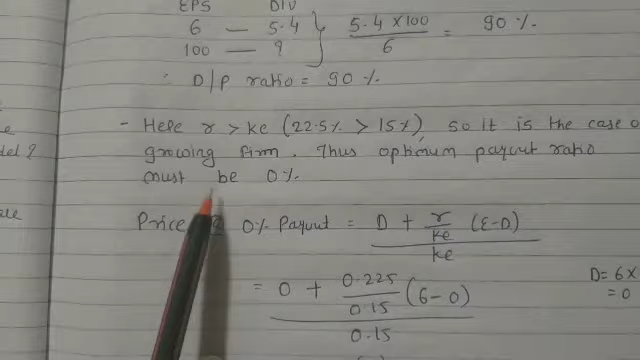 EPS DIV
6 — 5.4 } 5.4 × 100 / 6 = 90 %.
100 — ?
∴ D/P ratio = 90 %.
- Here r > ke (22.5% > 15%), so it is the case o
growing firm. Thus optimum payout ratio
must be 0%.
Price @ 0% Payout = D + r/ke (E-D) / ke
= 0 + 0.225/0.15 (6-0) / 0.15
D= 6 ×
= 0
del ?